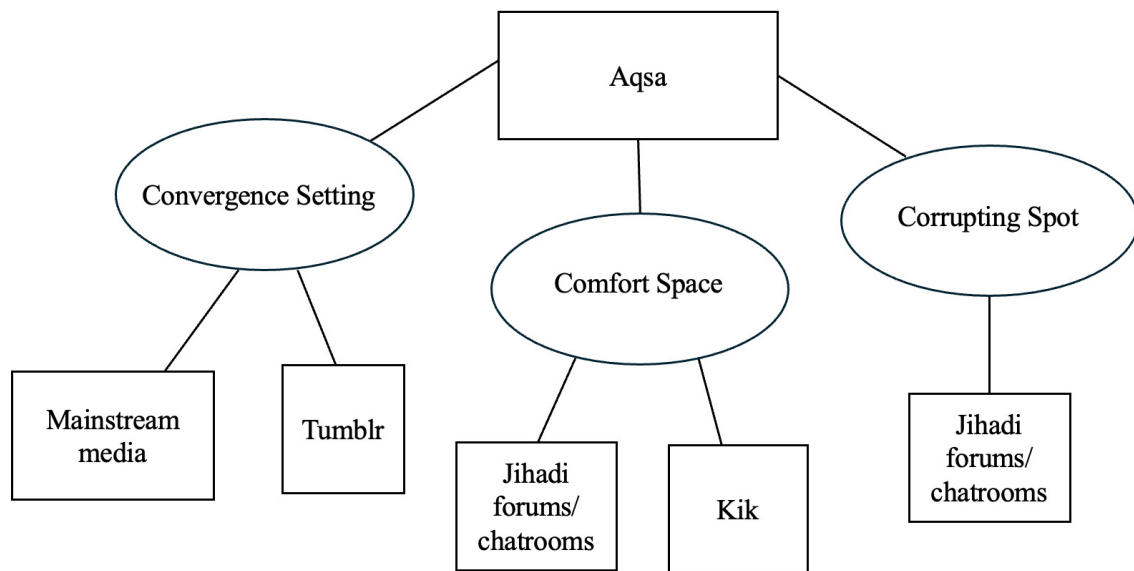 Aqsa
Convergence Setting
Comfort Space
Corrupting Spot
Mainstream
media
Tumblr
Jihadi
forums/
chatrooms
Kik
Jihadi
forums/
chatrooms